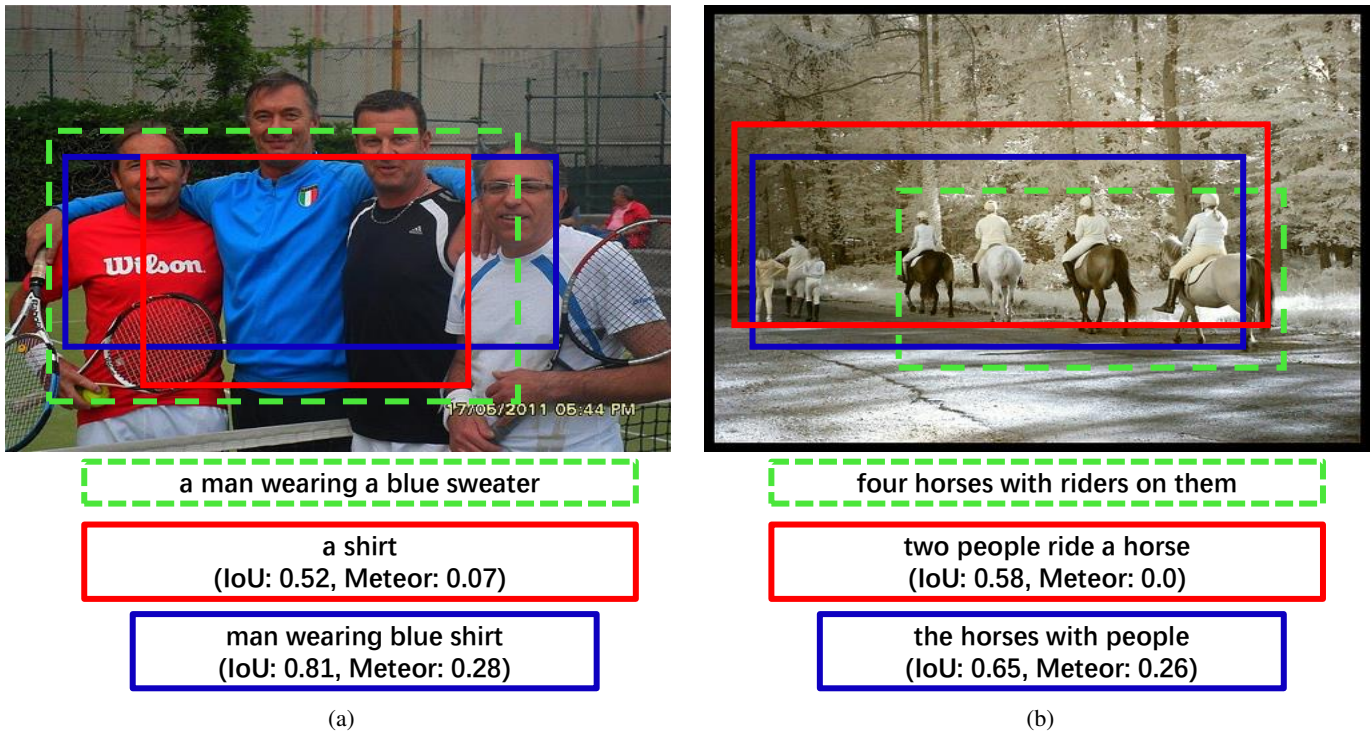 Wilson.
adidas
17/05/2011 05:44 PM
a man wearing a blue sweater
a shirt
(IoU: 0.52, Meteor: 0.07)
man wearing blue shirt
(IoU: 0.81, Meteor: 0.28)
(a)
four horses with riders on them
two people ride a horse
(IoU: 0.58, Meteor: 0.0)
the horses with people
(IoU: 0.65, Meteor: 0.26)
(b)